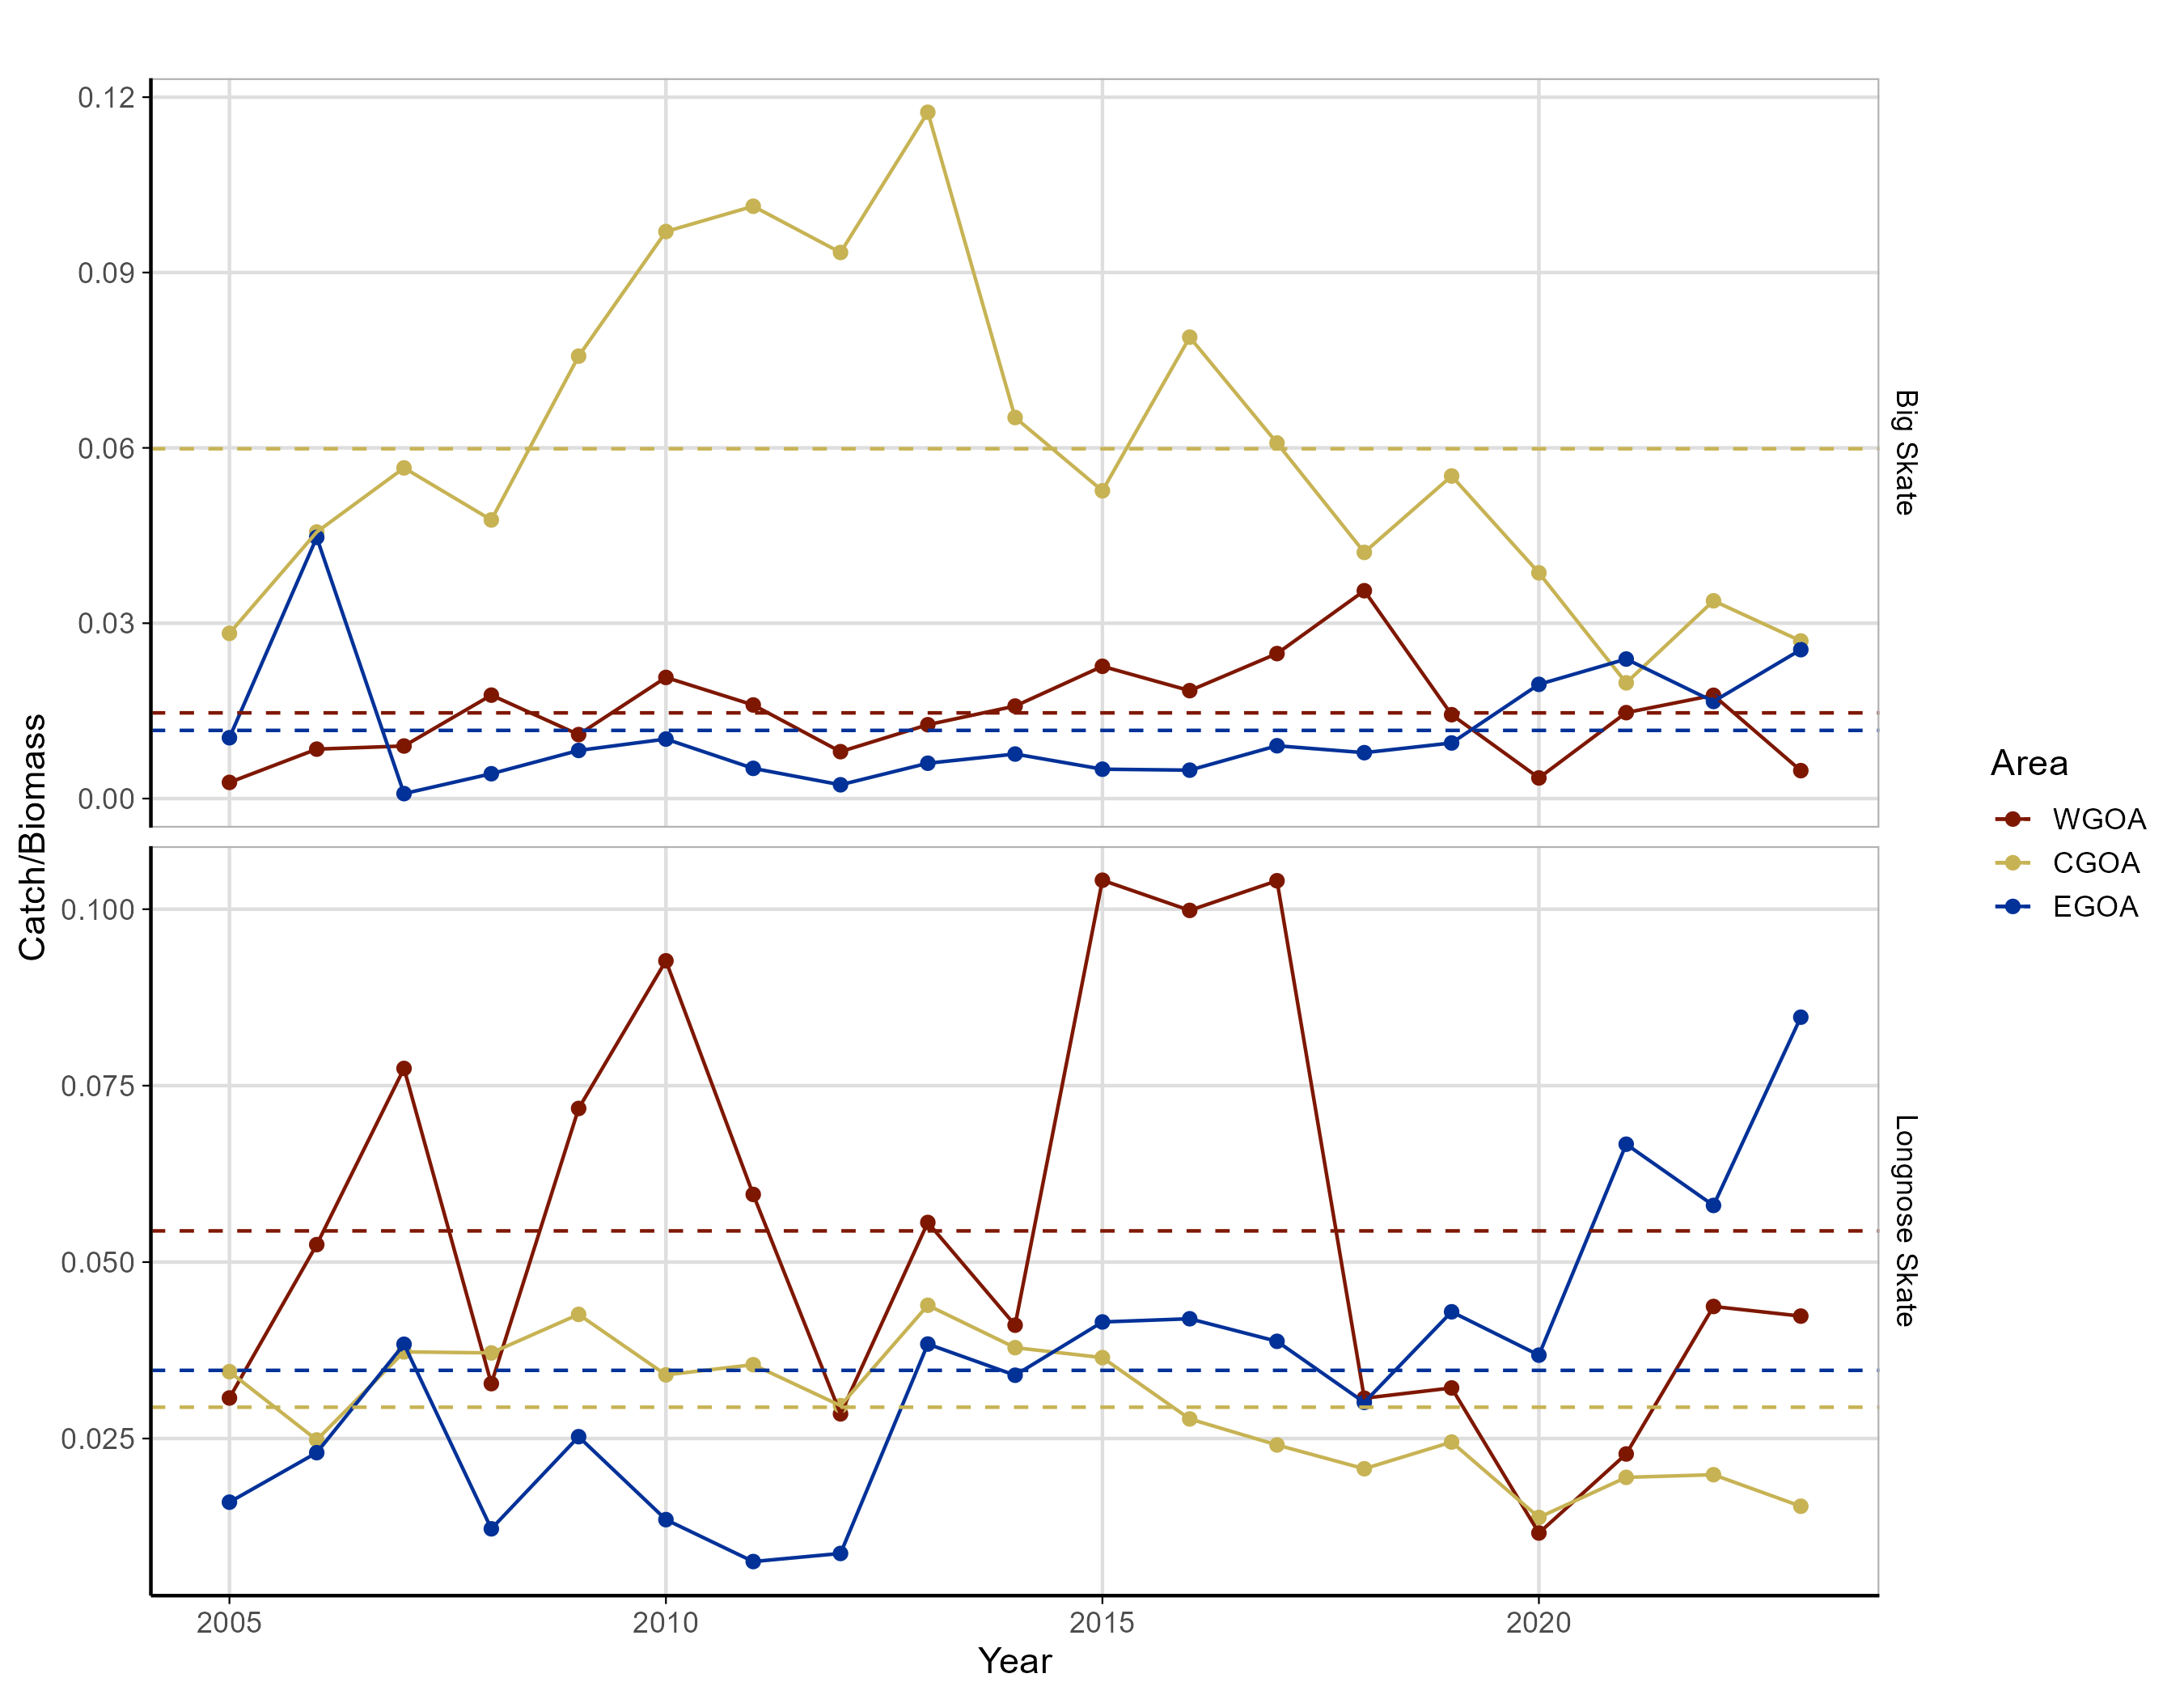 0.12
0.09
0.06
0.03
0.00
Big Skate
0.100
0.075
0.050
0.025
Longnose Skate
Catch/Biomass
2005 2010 2015 2020
Year
Area
WGOA
CGOA
EGOA